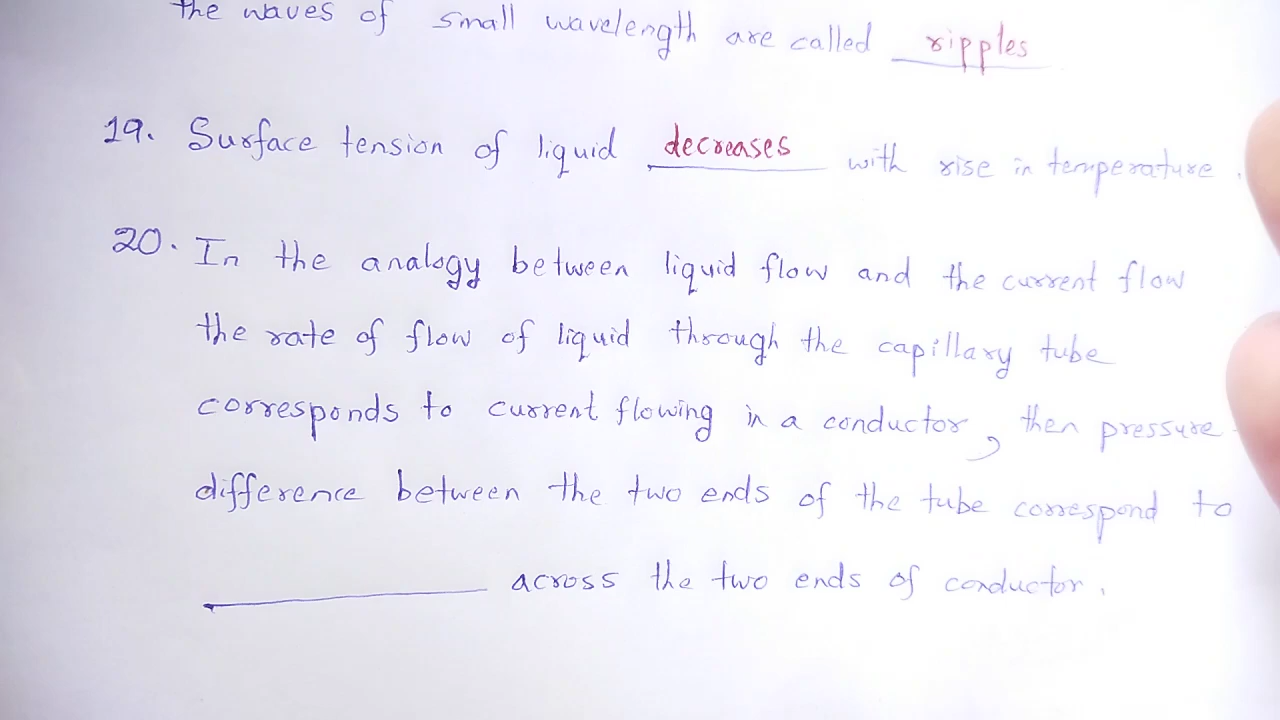 the waves of small wavelength are called ripples
19. Surface tension of liquid decreases with rise in temperature.
20. In the analogy between liquid flow and the current flow
the rate of flow of liquid through the capillary tube
corresponds to current flowing in a conductor, then pressure
difference between the two ends of the tube correspond to
__________ across the two ends of conductor.